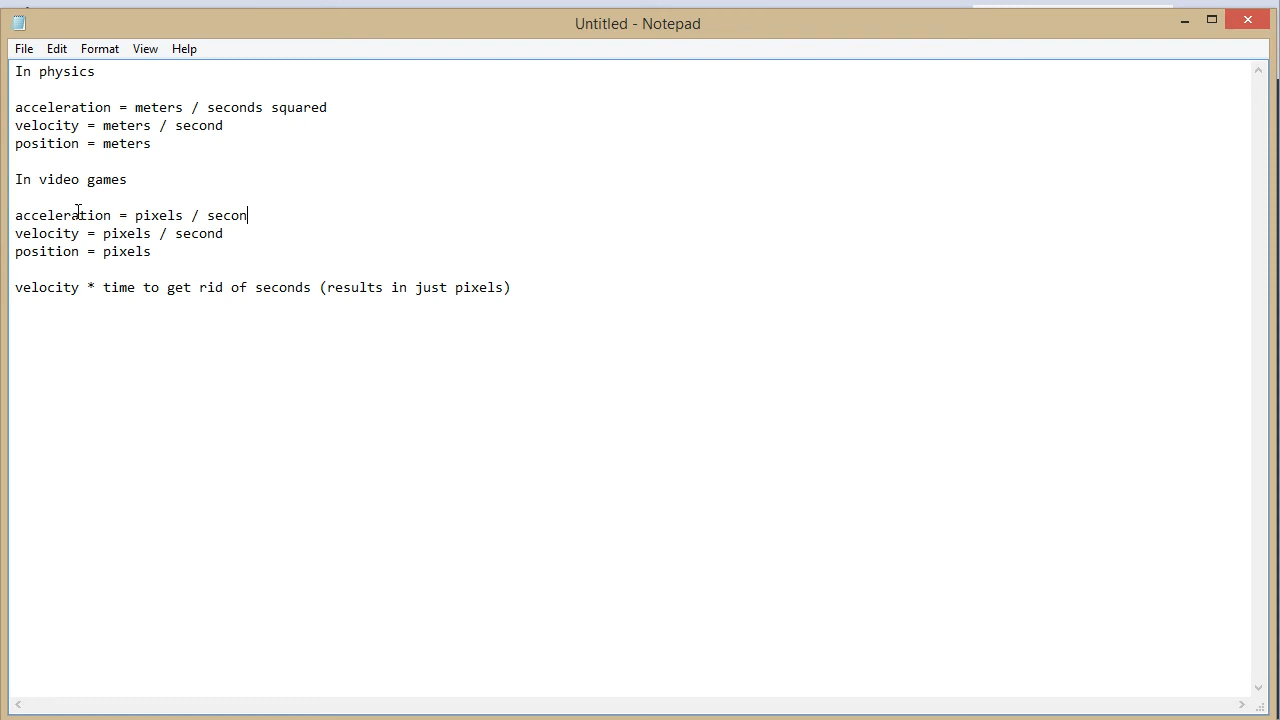 Untitled - Notepad
File Edit Format View Help
In physics
acceleration = meters / seconds squared
velocity = meters / second
position = meters
In video games
acceleration = pixels / secon
velocity = pixels / second
position = pixels
velocity * time to get rid of seconds (results in just pixels)